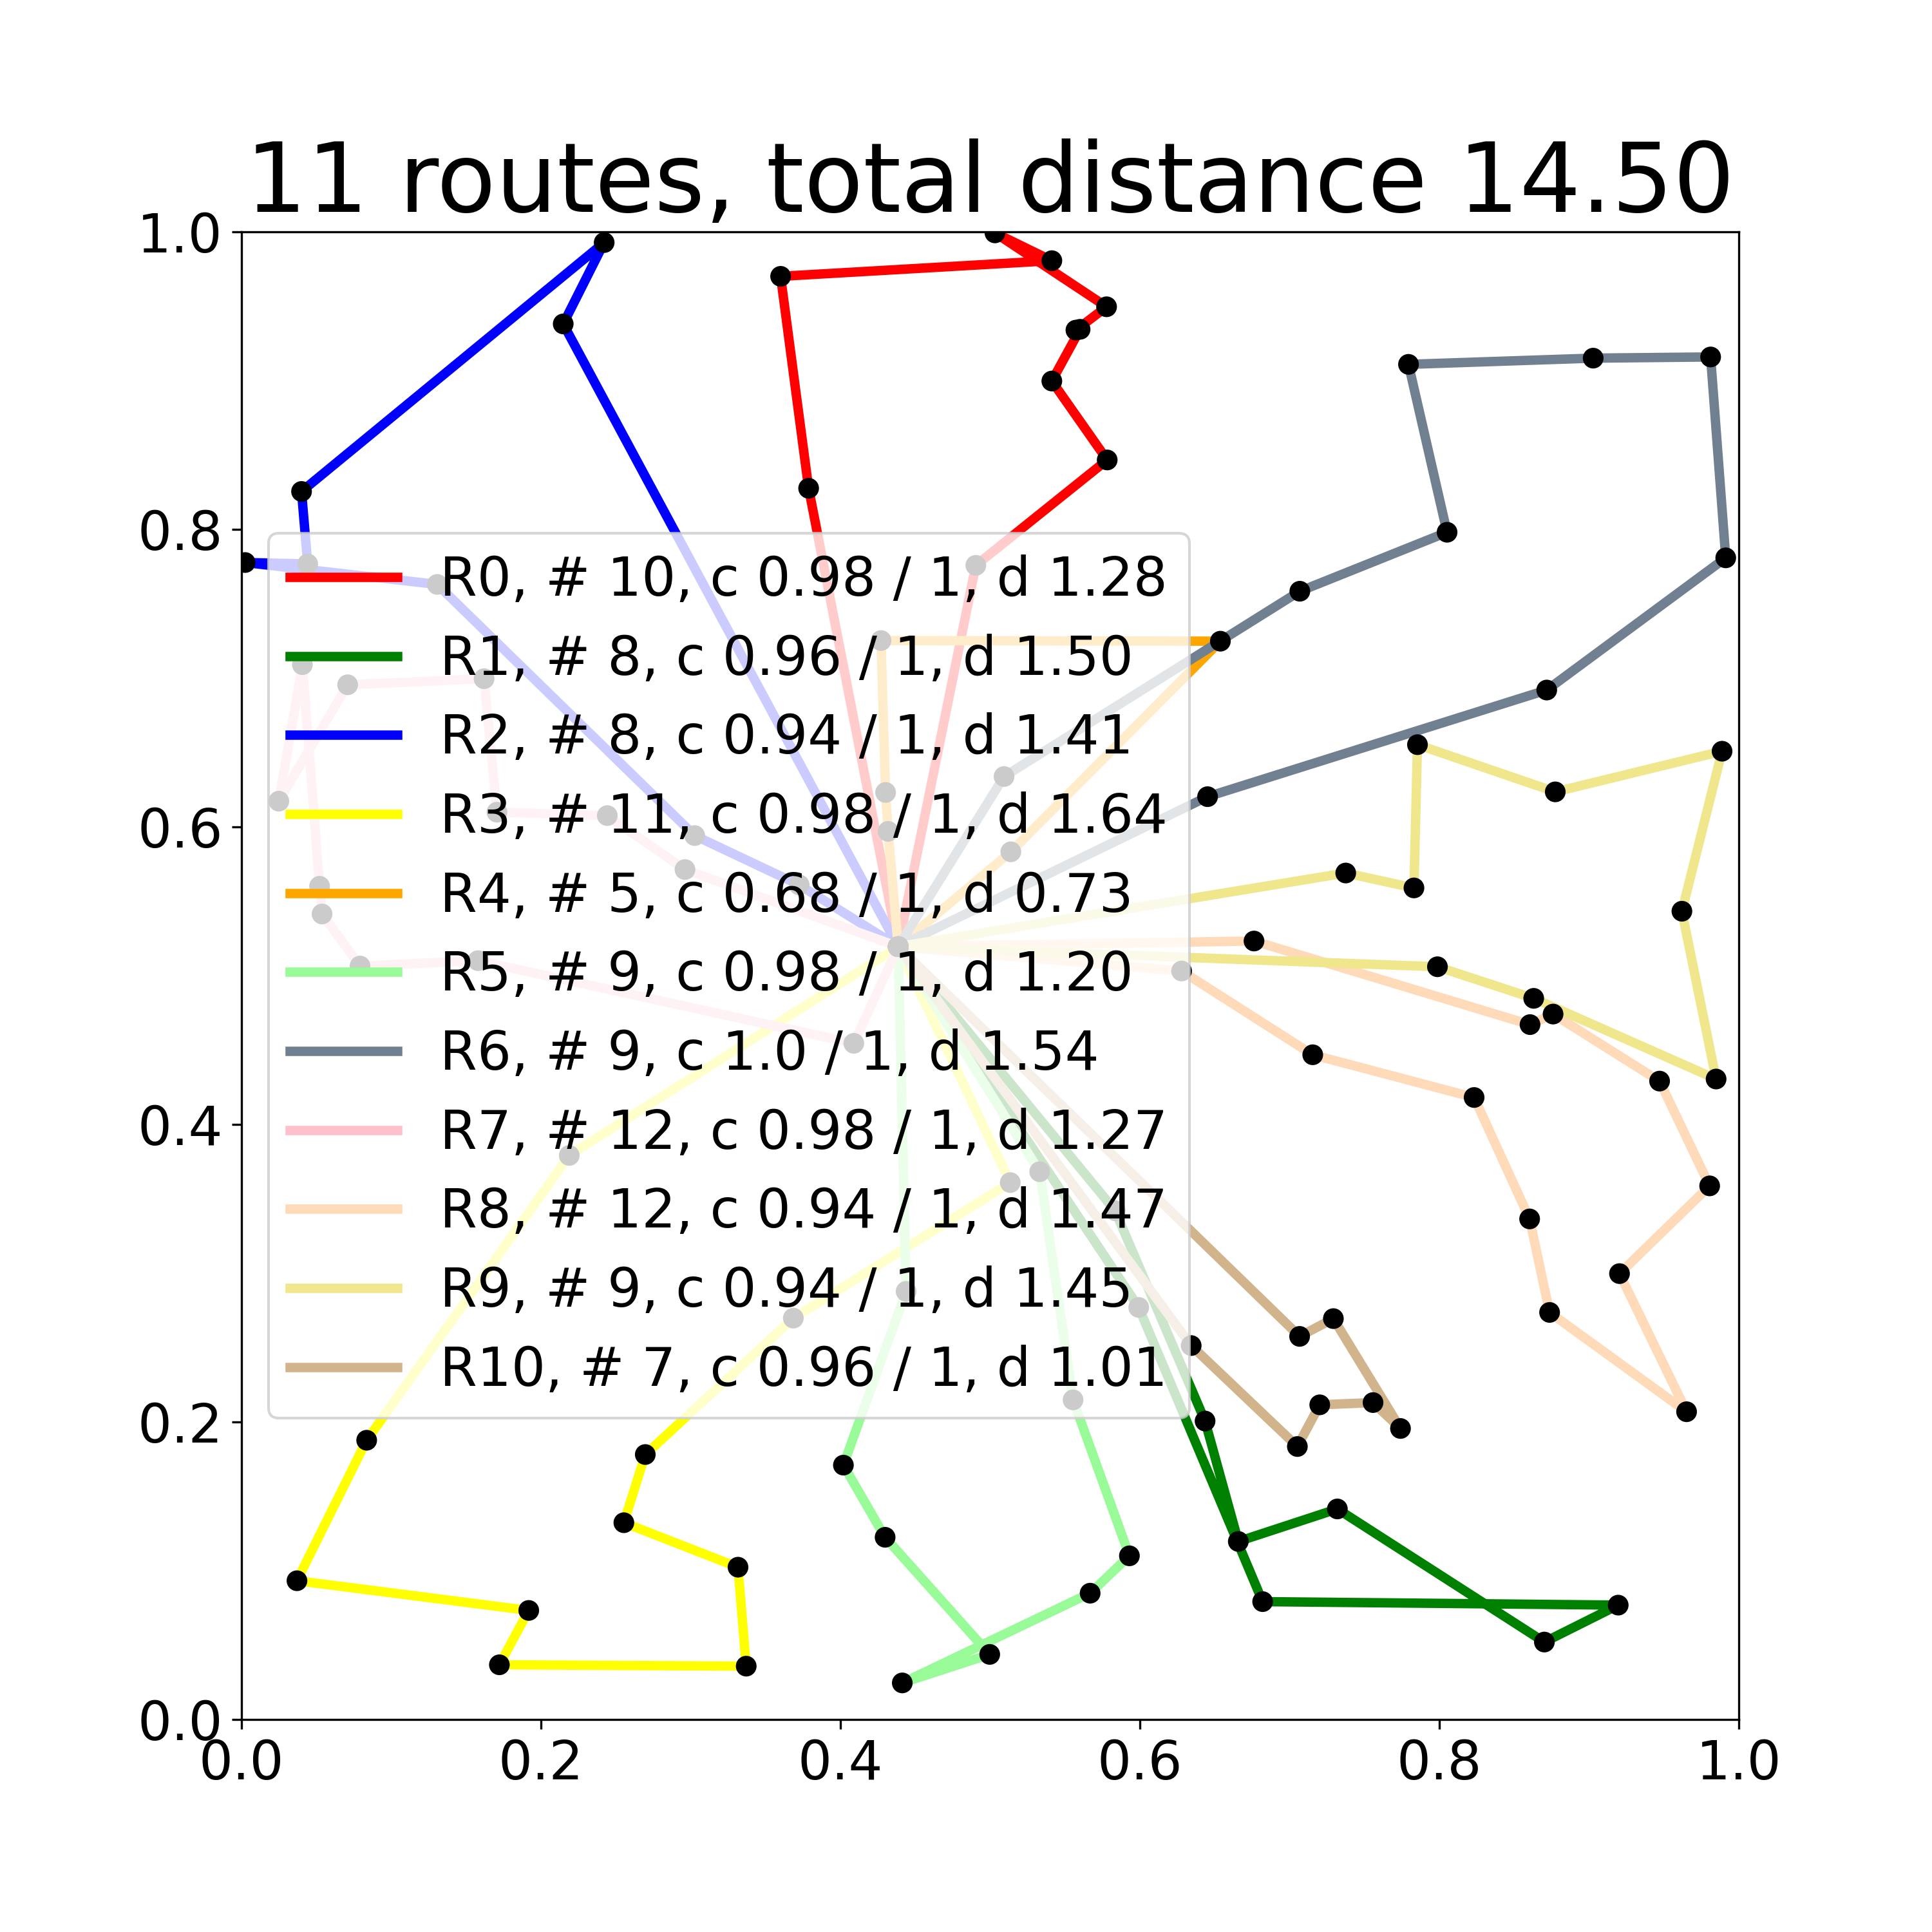 11 routes, total distance 14.50
1.0
0.8
0.6
0.4
0.2
0.0
R0, # 10, c 0.98 / 1, d 1.28
R1, # 8, c 0.96 / 1, d 1.50
R2, # 8, c 0.94 / 1, d 1.41
R3, # 11, c 0.98 / 1, d 1.64
R4, # 5, c 0.68 / 1, d 0.73
R5, # 9, c 0.98 / 1, d 1.20
R6, # 9, c 1.0 / 1, d 1.54
R7, # 12, c 0.98 / 1, d 1.27
R8, # 12, c 0.94 / 1, d 1.47
R9, # 9, c 0.94 / 1, d 1.45
R10, # 7, c 0.96 / 1, d 1.01
0.0 0.2 0.4 0.6 0.8 1.0